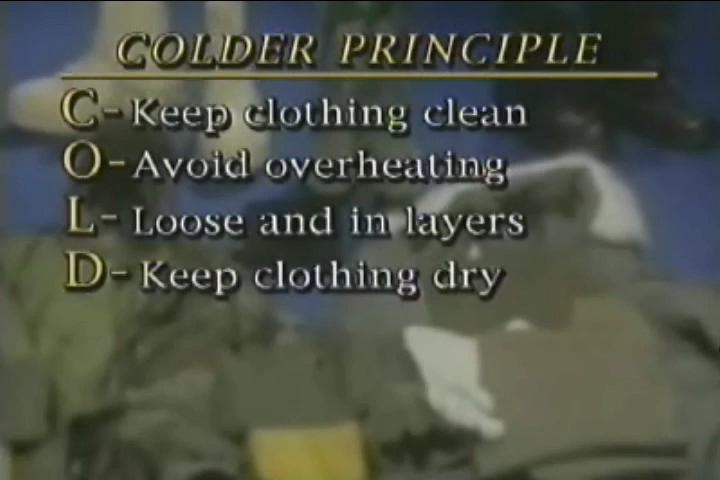 COLDER PRINCIPLE
C- Keep clothing clean
O- Avoid overheating
L- Loose and in layers
D- Keep clothing dry